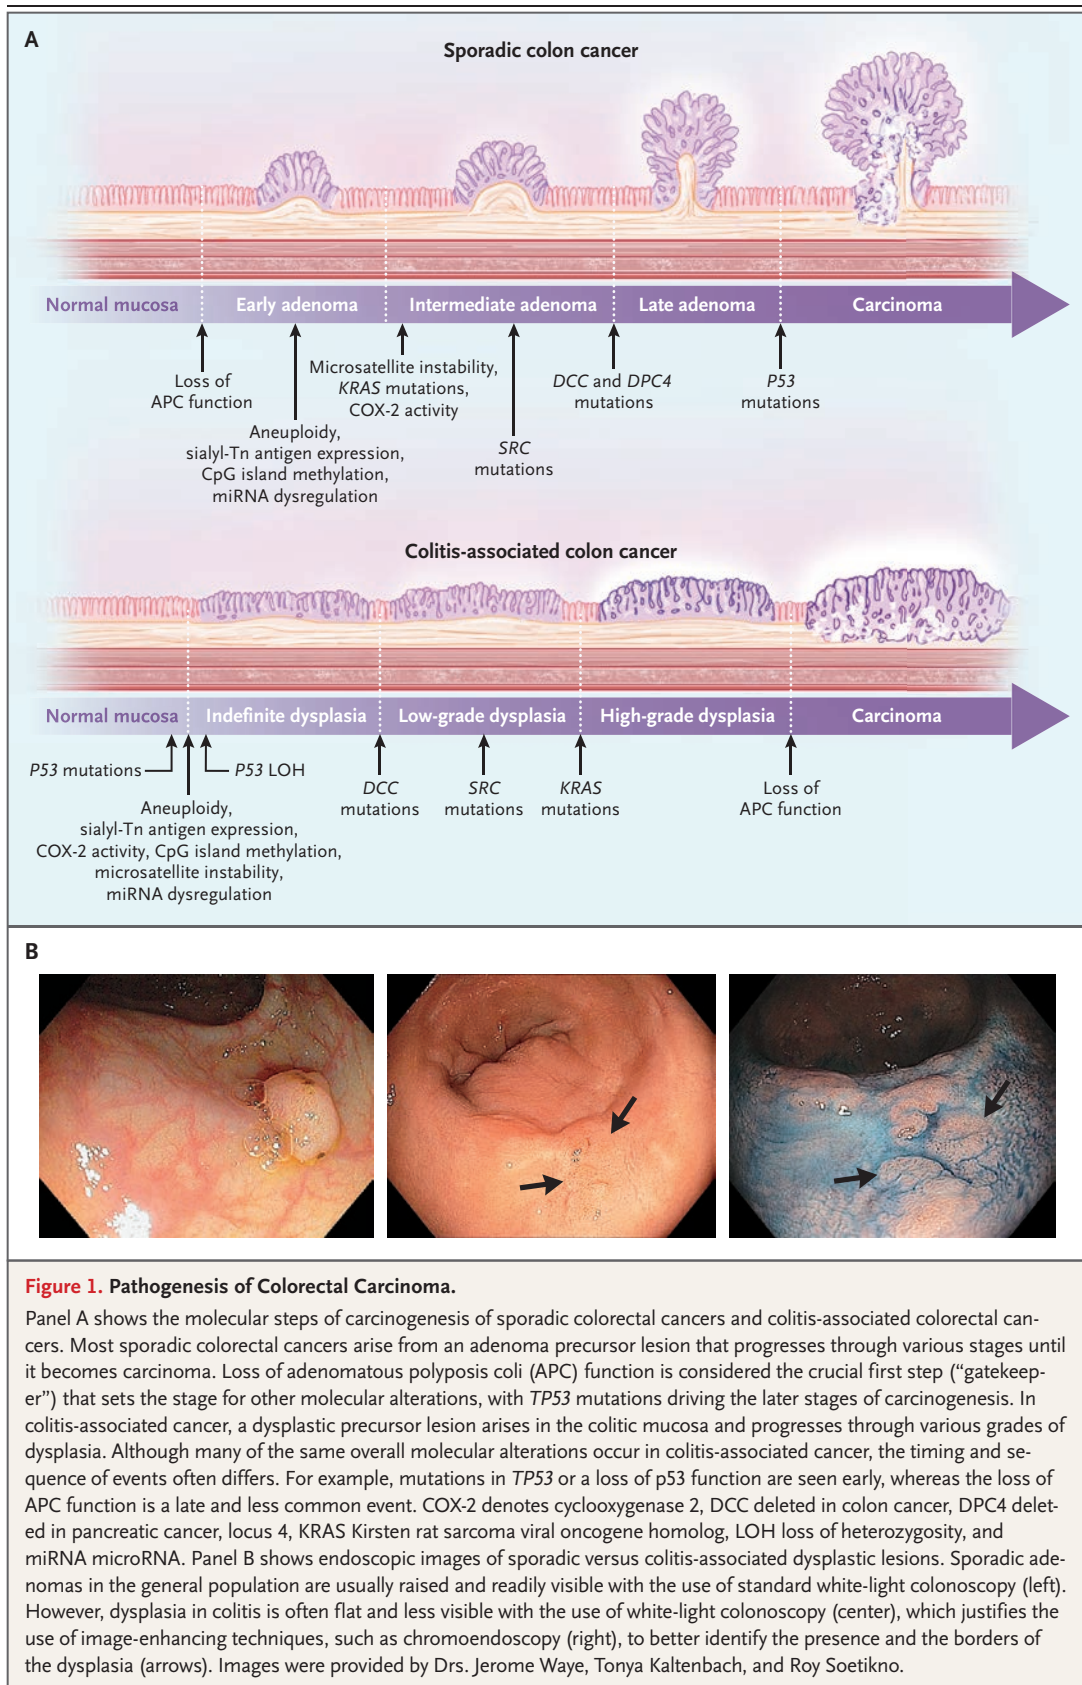 A
Sporadic colon cancer
Normal mucosa
Early adenoma
Intermediate adenoma
Late adenoma
Carcinoma
Loss of
APC function
Aneuploidy,
sialyl-Tn antigen expression,
CpG island methylation,
miRNA dysregulation
Microsatellite instability,
KRAS mutations,
COX-2 activity
SRC
mutations
DCC and DPC4
mutations
P53
mutations
Colitis-associated colon cancer
Normal mucosa
Indefinite dysplasia
Low-grade dysplasia
High-grade dysplasia
Carcinoma
P53 mutations
P53 LOH
Aneuploidy,
sialyl-Tn antigen expression,
COX-2 activity, CpG island methylation,
microsatellite instability,
miRNA dysregulation
DCC
mutations
SRC
mutations
KRAS
mutations
Loss of
APC function
B
Figure 1. Pathogenesis of Colorectal Carcinoma.
Panel A shows the molecular steps of carcinogenesis of sporadic colorectal cancers and colitis-associated colorectal can-
cers. Most sporadic colorectal cancers arise from an adenoma precursor lesion that progresses through various stages until
it becomes carcinoma. Loss of adenomatous polyposis coli (APC) function is considered the crucial first step (“gatekeep-
er”) that sets the stage for other molecular alterations, with TP53 mutations driving the later stages of carcinogenesis. In
colitis-associated cancer, a dysplastic precursor lesion arises in the colitic mucosa and progresses through various grades of
dysplasia. Although many of the same overall molecular alterations occur in colitis-associated cancer, the timing and se-
quence of events often differs. For example, mutations in TP53 or a loss of p53 function are seen early, whereas the loss of
APC function is a late and less common event. COX-2 denotes cyclooxygenase 2, DCC deleted in colon cancer, DPC4 delet-
ed in pancreatic cancer, locus 4, KRAS Kirsten rat sarcoma viral oncogene homolog, LOH loss of heterozygosity, and
miRNA microRNA. Panel B shows endoscopic images of sporadic versus colitis-associated dysplastic lesions. Sporadic ade-
nomas in the general population are usually raised and readily visible with the use of standard white-light colonoscopy (left).
However, dysplasia in colitis is often flat and less visible with the use of white-light colonoscopy (center), which justifies the
use of image-enhancing techniques, such as chromoendoscopy (right), to better identify the presence and the borders of
the dysplasia (arrows). Images were provided by Drs. Jerome Waye, Tonya Kaltenbach, and Roy Soetikno.